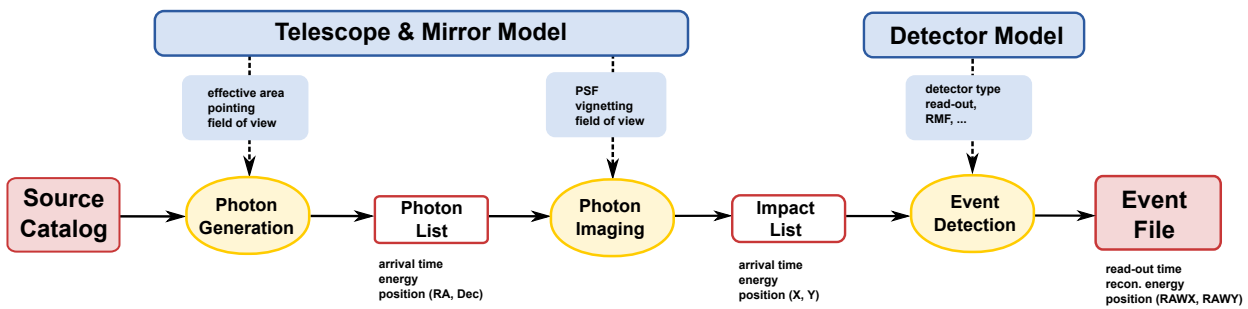 Telescope & Mirror Model
Detector Model
effective area
pointing
field of view
PSF
vignetting
field of view
detector type
read-out,
RMF, ...
Source
Catalog
Photon
Generation
Photon
List
Photon
Imaging
Impact
List
Event
Detection
Event
File
arrival time
energy
position (RA, Dec)
arrival time
energy
position (X, Y)
read-out time
recon. energy
position (RAWX, RAWY)